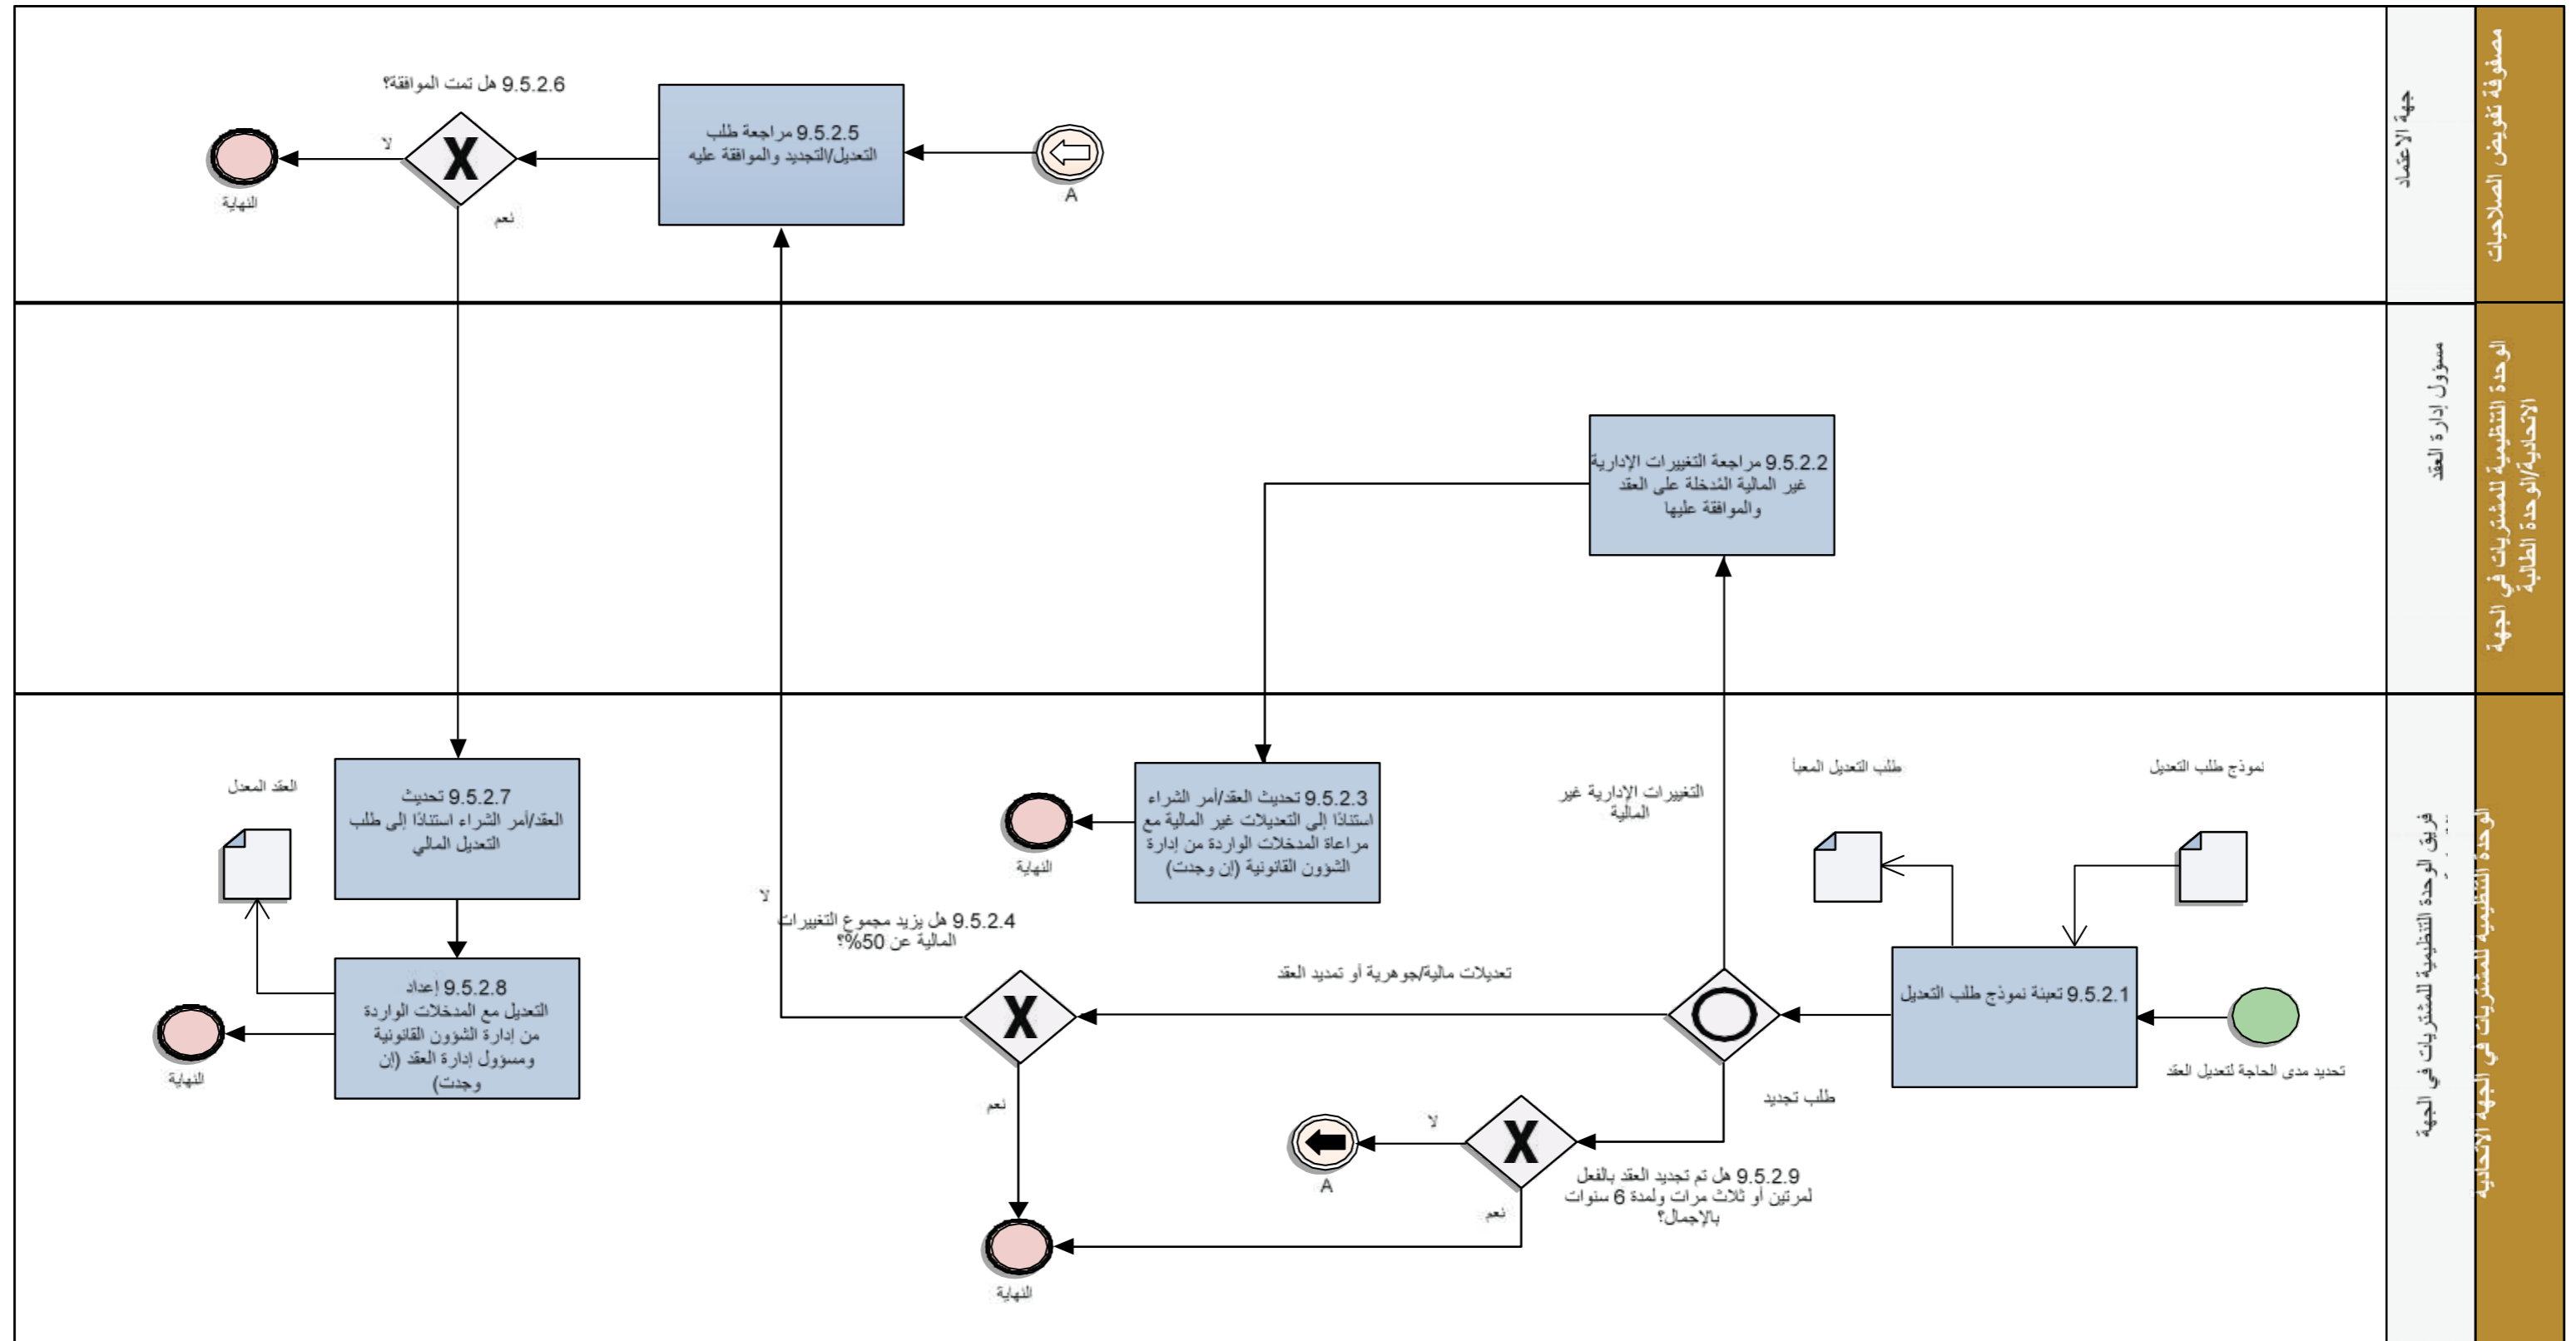 مصفوفة تفويض الصلاحيات
جهة الاعتماد
A
9.5.2.5 مراجعة طلب
التعديل/التجديد والموافقة عليه
9.5.2.6 هل تمت الموافقة؟
لا
نعم
النهاية
الوحدة التنظيمية للمشتريات في الجهة
الاتحادية/الوحدة الطالبة
مسؤول إدارة العقد
9.5.2.2 مراجعة التغييرات الإدارية
غير المالية المُدخلة على العقد
والموافقة عليها
الوحدة التنظيمية للمشتريات في الجهة الاتحادية
فريق الوحدة التنظيمية للمشتريات في الجهة
نموذج طلب التعديل
طلب التعديل المعبأ
تحديد مدى الحاجة لتعديل العقد
9.5.2.1 تعبئة نموذج طلب التعديل
التغييرات الإدارية غير
المالية
تعديلات مالية/جوهرية أو تمديد العقد
طلب تجديد
9.5.2.9 هل تم تجديد العقد بالفعل
لمرتين أو ثلاث مرات ولمدة 6 سنوات
بالإجمال؟
لا
نعم
A
9.5.2.3 تحديث العقد/أمر الشراء
استنادًا إلى التعديلات غير المالية مع
مراعاة المدخلات الواردة من إدارة
الشؤون القانونية (إن وجدت)
النهاية
9.5.2.4 هل يزيد مجموع التغييرات
المالية عن 50%؟
لا
نعم
النهاية
9.5.2.7 تحديث
العقد/أمر الشراء استنادًا إلى طلب
التعديل المالي
العقد المعدل
9.5.2.8 إعداد
التعديل مع المدخلات الواردة
من إدارة الشؤون القانونية
ومسؤول إدارة العقد (إن
وجدت)
النهاية